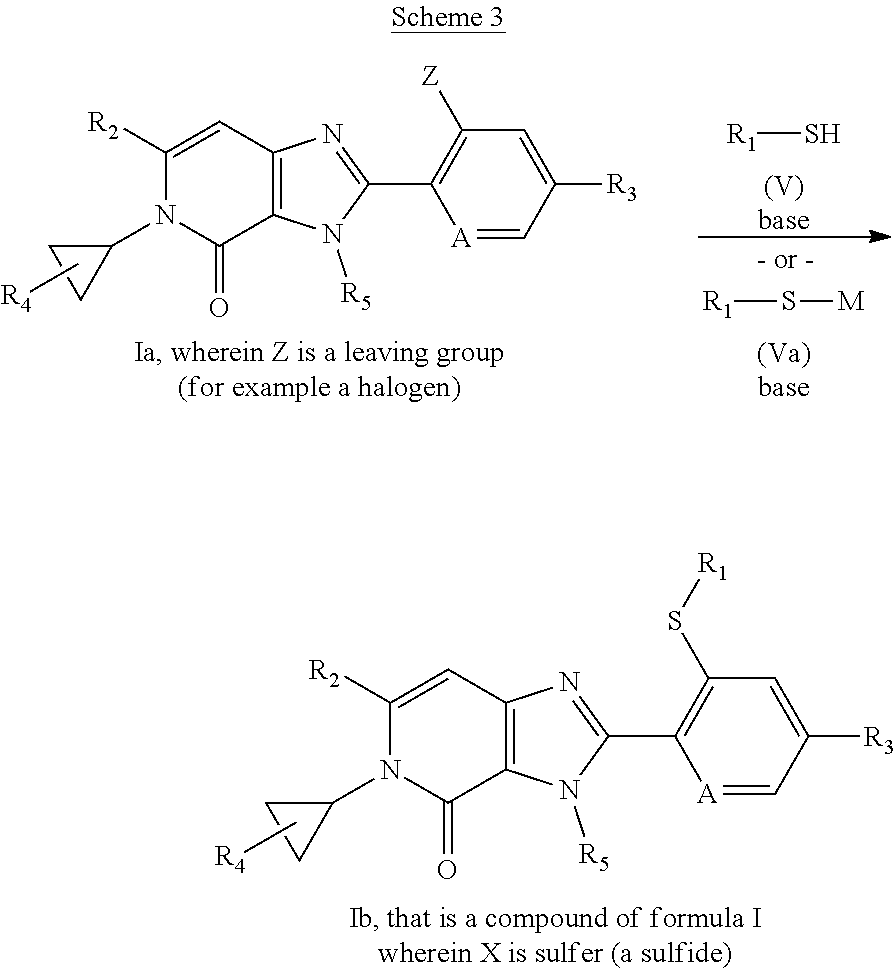 Scheme 3
Z
R2
N
R3
N
N
A
R4
O
R5
Ia, wherein Z is a leaving group
(for example a halogen)
R1—SH
(V)
base
- or -
R1—S—M
(Va)
base
R1
S
R2
N
R3
N
N
A
R4
O
R5
Ib, that is a compound of formula I
wherein X is sulfer (a sulfide)